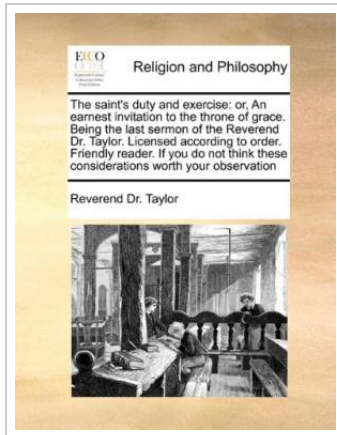 ECCO
Religion and Philosophy
The saint's duty and exercise: or, An
earnest invitation to the throne of grace.
Being the last sermon of the Reverend
Dr. Taylor. Licensed according to order.
Friendly reader. If you do not think these
considerations worth your observation
Reverend Dr. Taylor